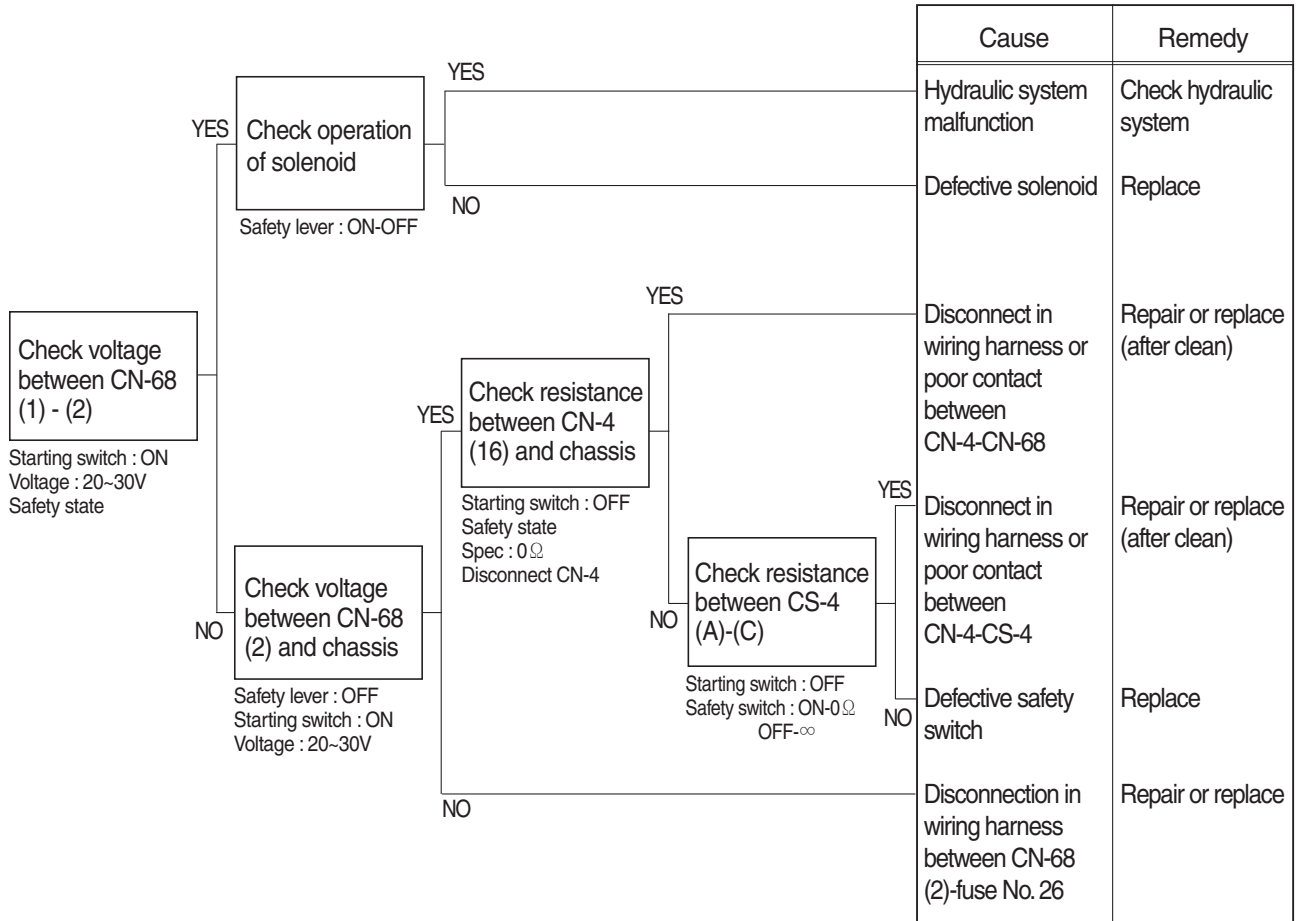 Cause
Remedy
YES
Hydraulic system
malfunction
Check hydraulic
system
YES
Check operation
of solenoid
NO
Defective solenoid
Replace
Safety lever : ON-OFF
YES
Disconnect in
wiring harness or
poor contact
between
CN-4-CN-68
Repair or replace
(after clean)
Check voltage
between CN-68
(1) - (2)
Starting switch : ON
Voltage : 20~30V
Safety state
YES
Check resistance
between CN-4
(16) and chassis
Starting switch : OFF
Safety state
Spec : 0Ω
Disconnect CN-4
YES
Disconnect in
wiring harness or
poor contact
between
CN-4-CS-4
Repair or replace
(after clean)
NO
Check voltage
between CN-68
(2) and chassis
Safety lever : OFF
Starting switch : ON
Voltage : 20~30V
NO
Check resistance
between CS-4
(A)-(C)
Starting switch : OFF
Safety switch : ON-0Ω
OFF-∞
NO
Defective safety
switch
Replace
NO
Disconnection in
wiring harness
between CN-68
(2)-fuse No. 26
Repair or replace